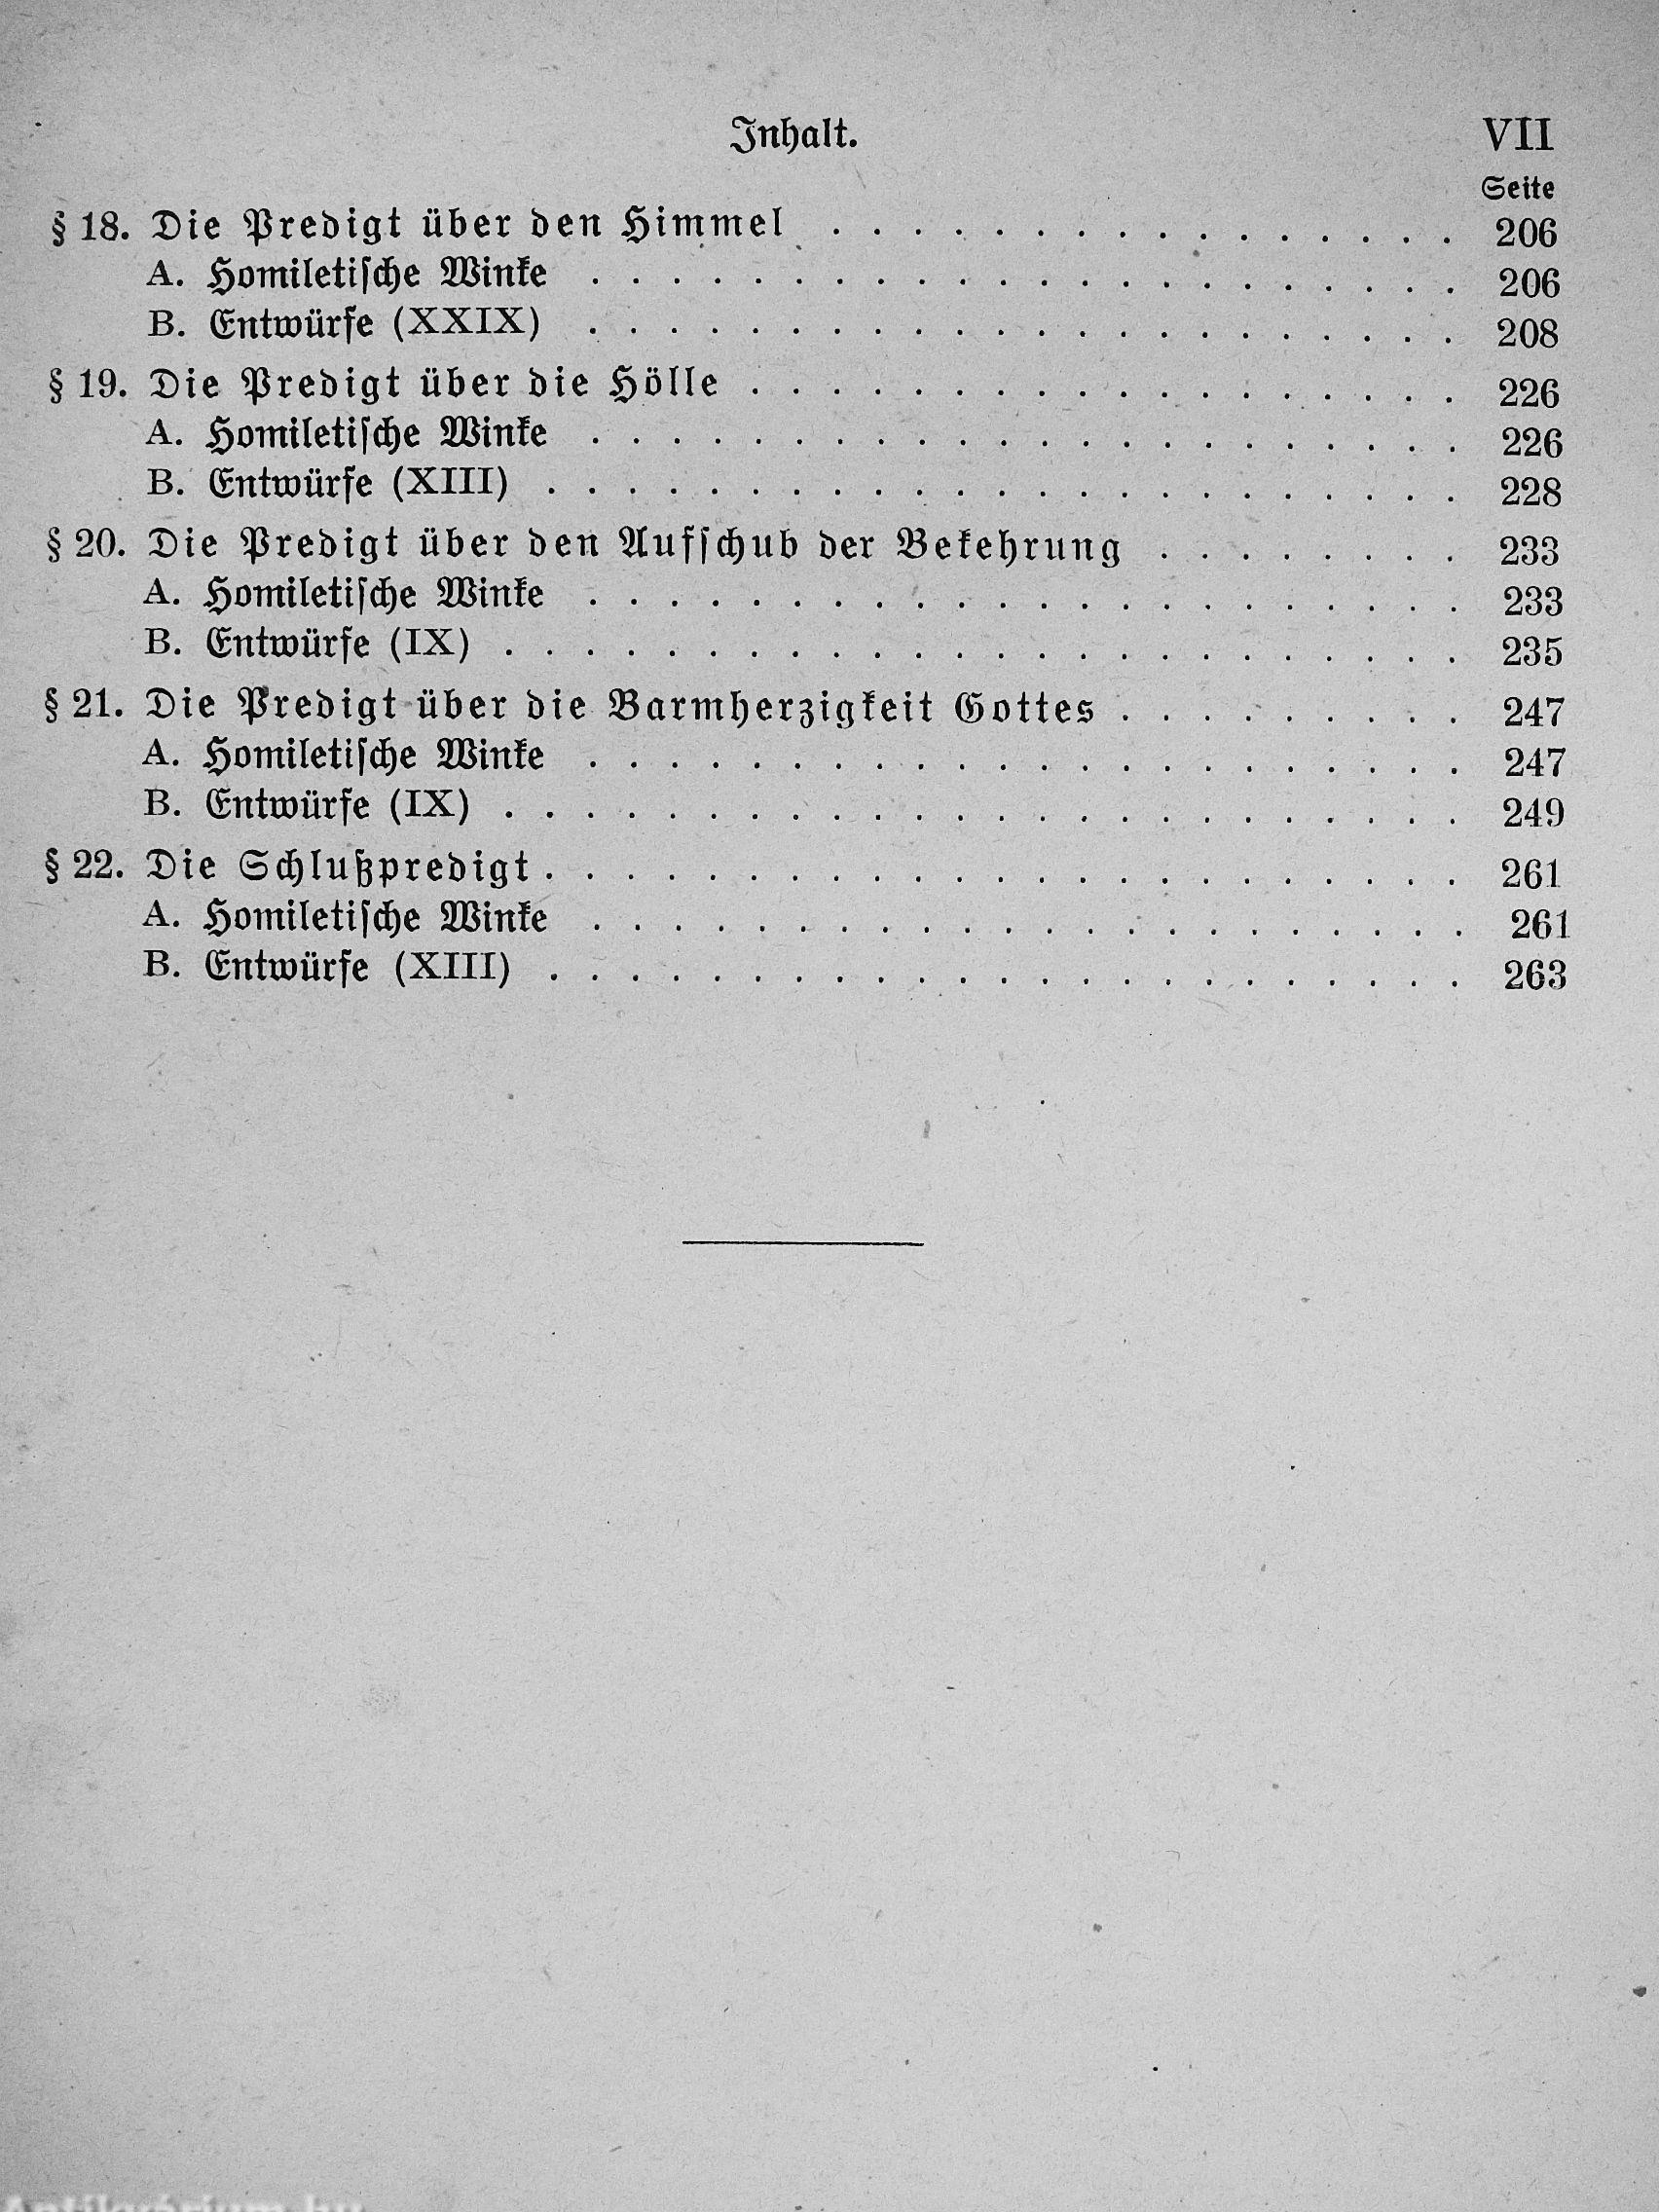 Inhalt. VII
Seite
§ 18. Die Predigt über den Himmel . . . . . . . . . . . . . . . . 206
A. Homiletiſche Winke . . . . . . . . . . . . . . . . . . . . . . 206
B. Entwürfe (XXIX) . . . . . . . . . . . . . . . . . . . . . . 208
§ 19. Die Predigt über die Hölle . . . . . . . . . . . . . . . . . . 226
A. Homiletiſche Winke . . . . . . . . . . . . . . . . . . . . . . 226
B. Entwürfe (XIII) . . . . . . . . . . . . . . . . . . . . . . . 228
§ 20. Die Predigt über den Aufſchub der Bekehrung . . . . . . . . 233
A. Homiletiſche Winke . . . . . . . . . . . . . . . . . . . . . . 233
B. Entwürfe (IX) . . . . . . . . . . . . . . . . . . . . . . . . 235
§ 21. Die Predigt über die Barmherzigkeit Gottes . . . . . . . . . 247
A. Homiletiſche Winke . . . . . . . . . . . . . . . . . . . . . . 247
B. Entwürfe (IX) . . . . . . . . . . . . . . . . . . . . . . . . 249
§ 22. Die Schlußpredigt . . . . . . . . . . . . . . . . . . . . . . . 261
A. Homiletiſche Winke . . . . . . . . . . . . . . . . . . . . . . 261
B. Entwürfe (XIII) . . . . . . . . . . . . . . . . . . . . . . . 263